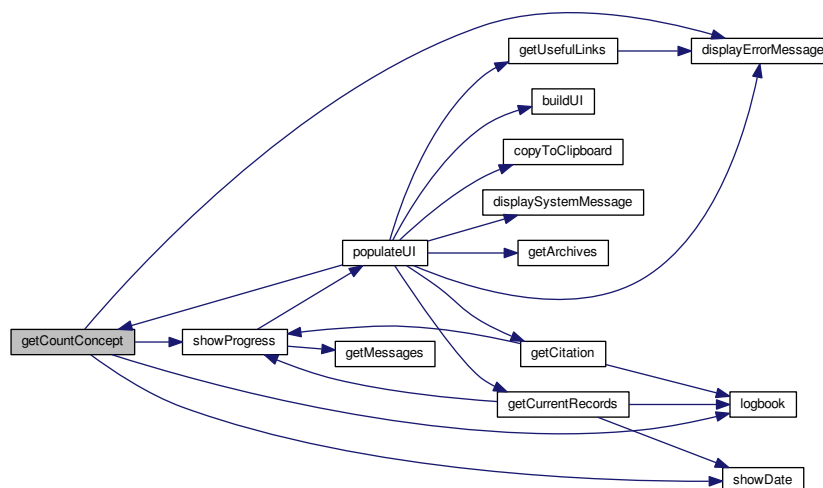 getUsefulLinks
displayErrorMessage
buildUI
copyToClipboard
displaySystemMessage
populateUI
getArchives
getCountConcept
showProgress
getMessages
getCitation
getCurrentRecords
logbook
showDate